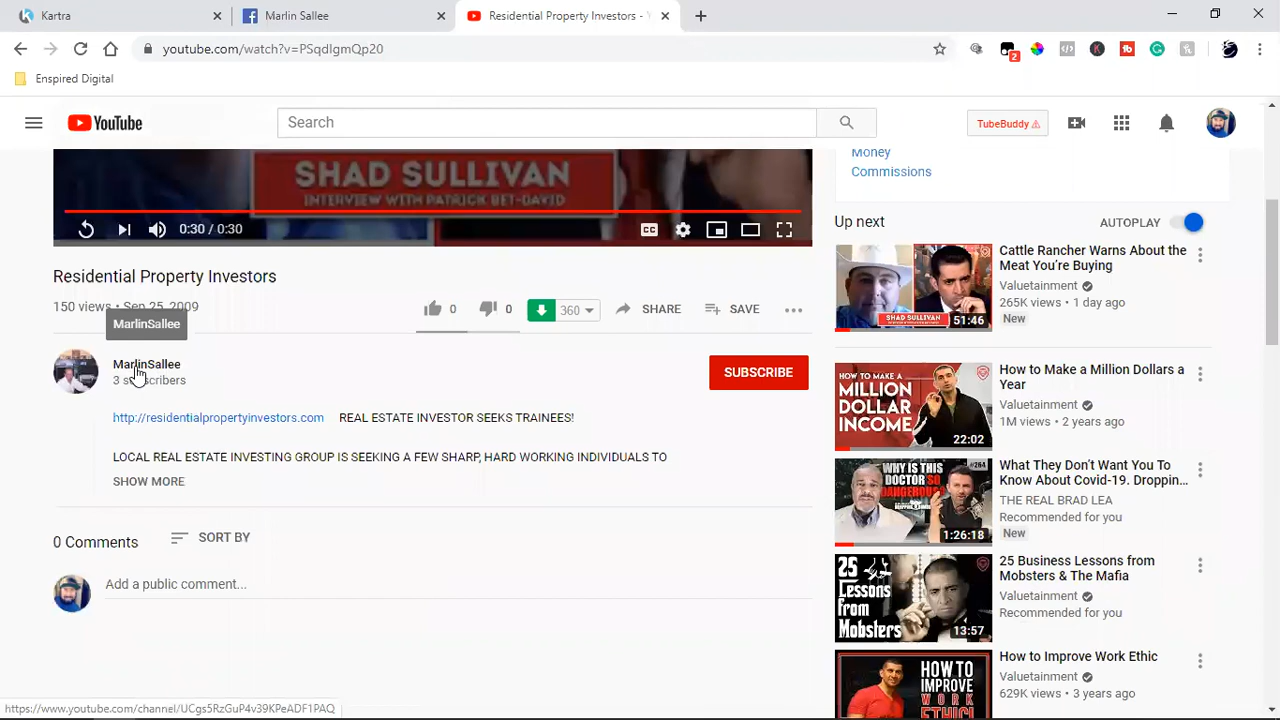 Kartra
Marlin Sallee
Residential Property Investors - Y
youtube.com/watch?v=PSqdIgmQp20
2
Enspired Digital
YouTube
Search
TubeBuddy
SHAD SULLIVAN
INTERVIEW WITH PATRICK BET-DAVID
0:30 / 0:30
CC
Residential Property Investors
150 views • Sep 25, 2009
0
0
360
SHARE
SAVE
MarlinSallee
MarlinSallee
3 subscribers
SUBSCRIBE
http://residentialpropertyinvestors.com REAL ESTATE INVESTOR SEEKS TRAINEES!
LOCAL REAL ESTATE INVESTING GROUP IS SEEKING A FEW SHARP, HARD WORKING INDIVIDUALS TO
SHOW MORE
0 Comments
SORT BY
Add a public comment...
Money
Commissions
Up next
AUTOPLAY
SHAD SULLIVAN
51:46
Cattle Rancher Warns About the
Meat You're Buying
Valuetainment
265K views • 1 day ago
New
HOW TO MAKE A
MILLION
DOLLAR
INCOME
22:02
How to Make a Million Dollars a
Year
Valuetainment
1M views • 2 years ago
#264
WHY IS THIS
DOCTOR SO
DANGEROUS?
1:26:18
What They Don't Want You To
Know About Covid-19. Droppin...
THE REAL BRAD LEA
Recommended for you
New
25
Lessons
from
Mobsters
13:57
25 Business Lessons from
Mobsters & The Mafia
Valuetainment
Recommended for you
HOW TO
IMPROVE
WORK
ETHIC
How to Improve Work Ethic
Valuetainment
629K views • 3 years ago
https://www.youtube.com/channel/UCgs5RzGuP4v39KPeADF1PAQ